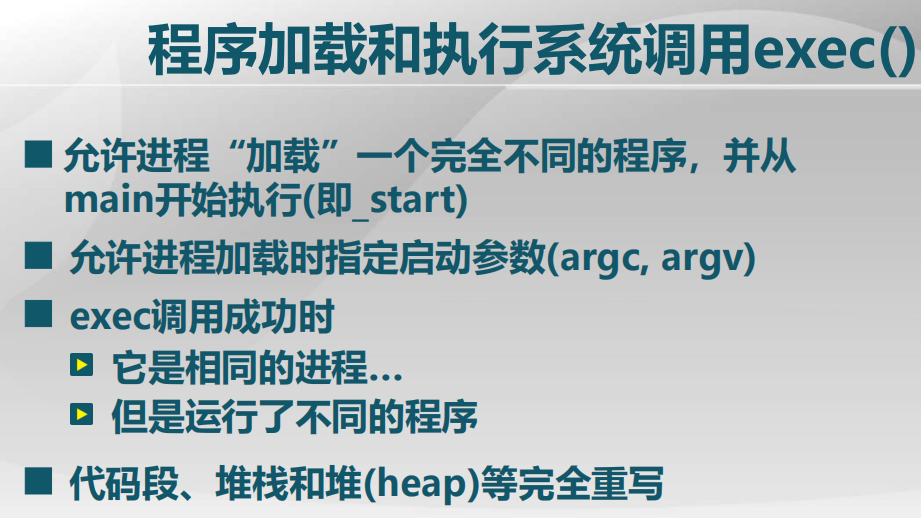 程序加载和执行系统调用exec()
允许进程“加载”一个完全不同的程序，并从
main开始执行(即_start)
允许进程加载时指定启动参数(argc, argv)
exec调用成功时
它是相同的进程...
但是运行了不同的程序
代码段、堆栈和堆(heap)等完全重写